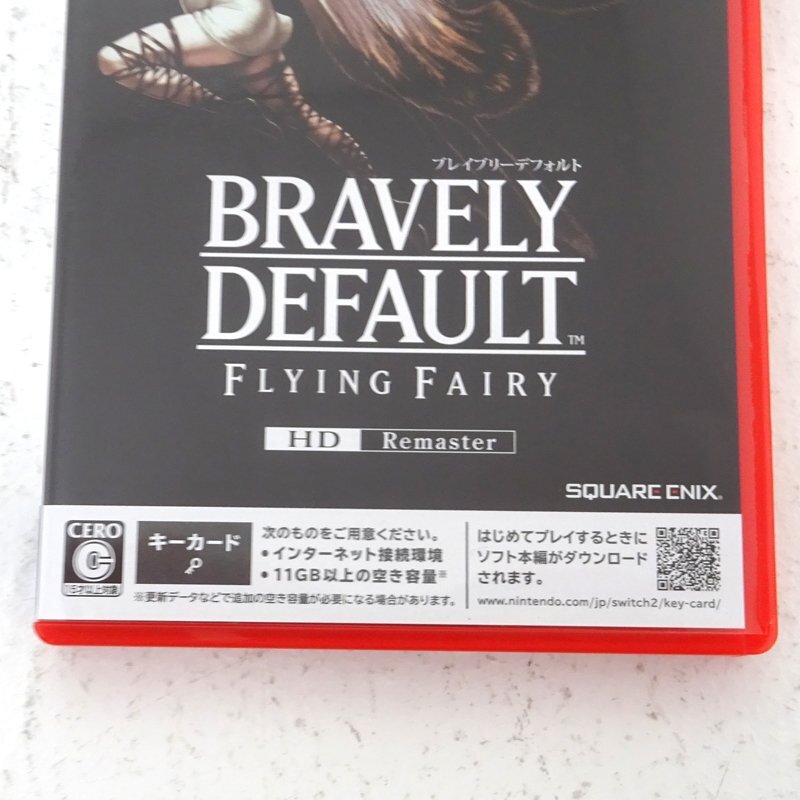 ブレイブリーデフォルト
BRAVELY
DEFAULT™
FLYING FAIRY
HD Remaster
SQUARE ENIX.
CERO
C
15才以上対象
キーカード
次のものをご用意ください。
•インターネット接続環境
•11GB以上の空き容量※
※更新データなどで追加の空き容量が必要になる場合があります。
はじめてプレイするときに
ソフト本編がダウンロード
されます。
www.nintendo.com/jp/switch2/key-card/